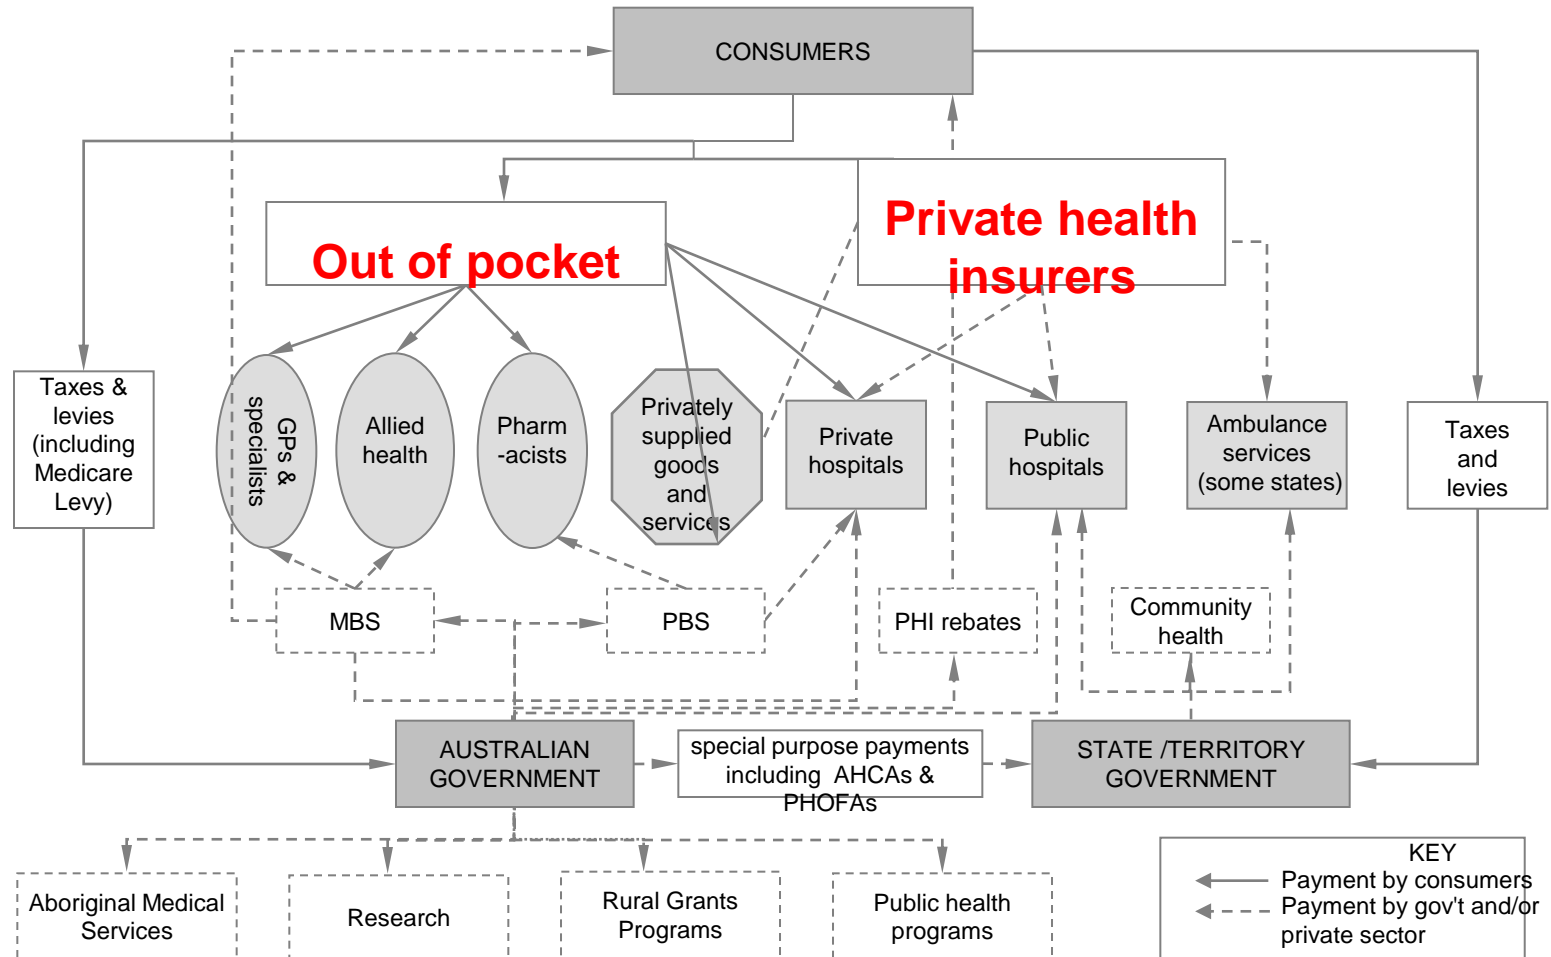 CONSUMERS
Private health
insurers
Out of pocket
Taxes &
levies
(including
Medicare
Levy)
GPs &
specialists
Allied
health
Pharm
-acists
Privately
supplied
goods
and
services
Private
hospitals
Public
hospitals
Ambulance
services
(some states)
Taxes
and
levies
MBS
PBS
PHI rebates
Community
health
AUSTRALIAN
GOVERNMENT
special purpose payments
including AHCAs &
PHOFAs
STATE /TERRITORY
GOVERNMENT
Aboriginal Medical
Services
Research
Rural Grants
Programs
Public health
programs
KEY
Payment by consumers
Payment by gov't and/or
private sector